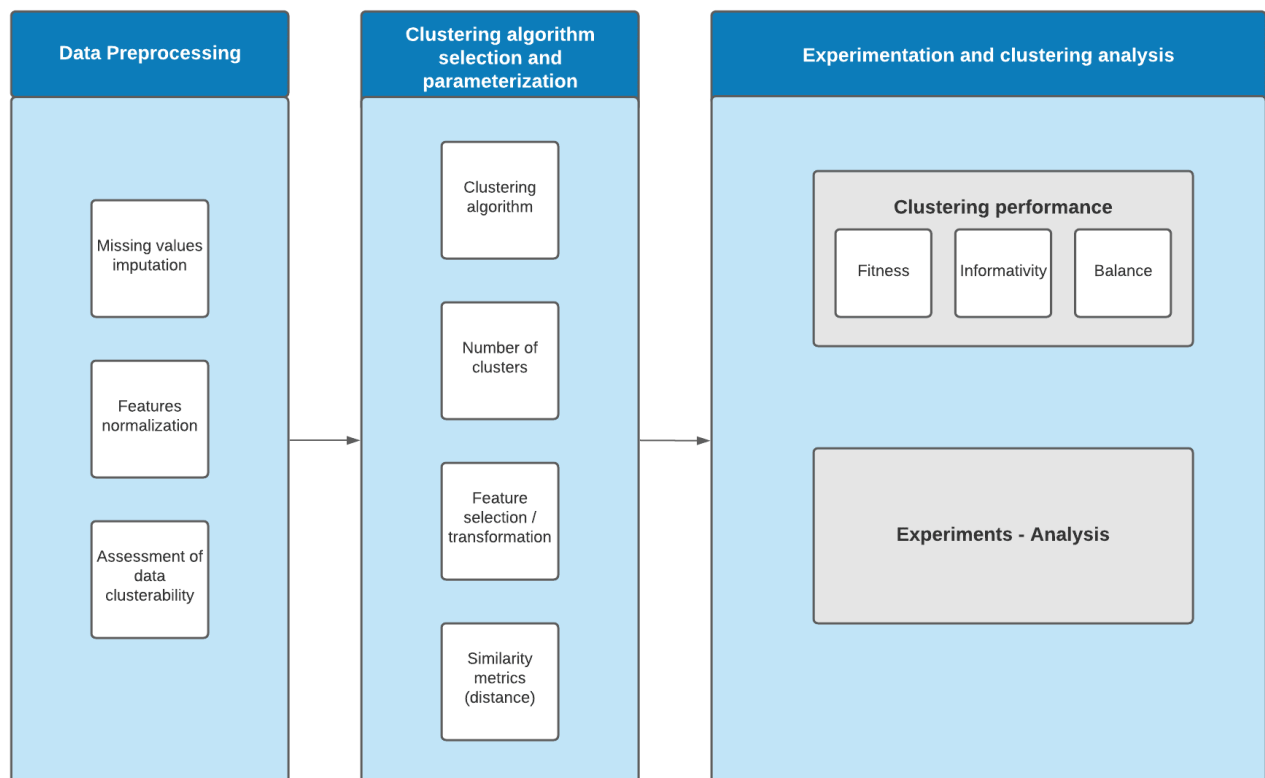 Data Preprocessing
Missing values
imputation
Features
normalization
Assessment of
data
clusterability
Clustering algorithm
selection and
parameterization
Clustering
algorithm
Number of
clusters
Feature
selection /
transformation
Similarity
metrics
(distance)
Experimentation and clustering analysis
Clustering performance
Fitness
Informativity
Balance
Experiments - Analysis